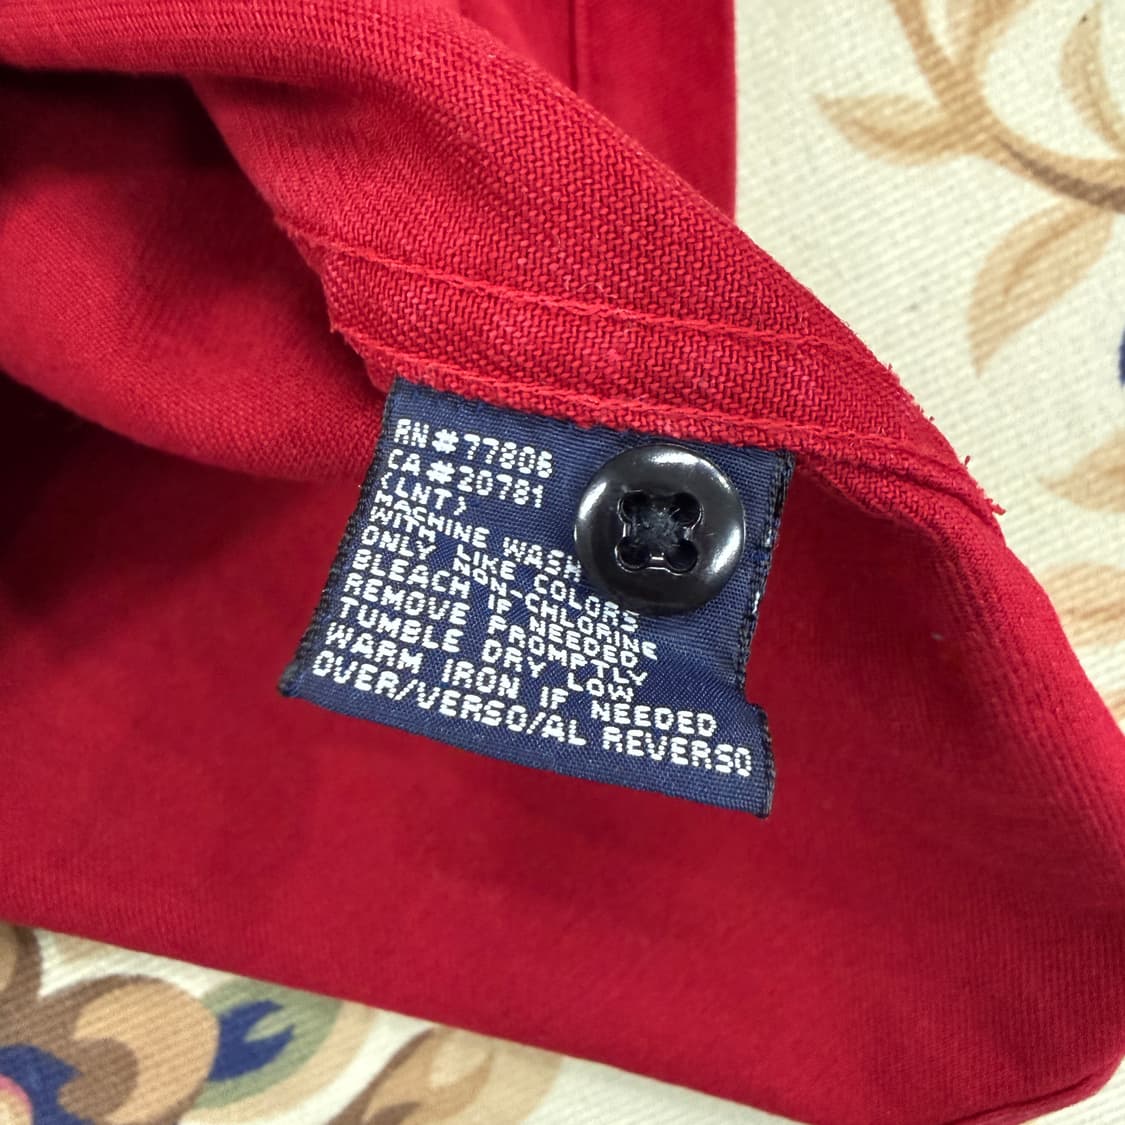 RN#77806
CA#20781
(LNT)
MACHINE WASH
WITH LIKE COLORS
ONLY NON-CHLORINE
BLEACH IF NEEDED
REMOVE PROMPTLY
TUMBLE DRY LOW
WARM IRON IF NEEDED
OVER/VERSO/AL REVERSO